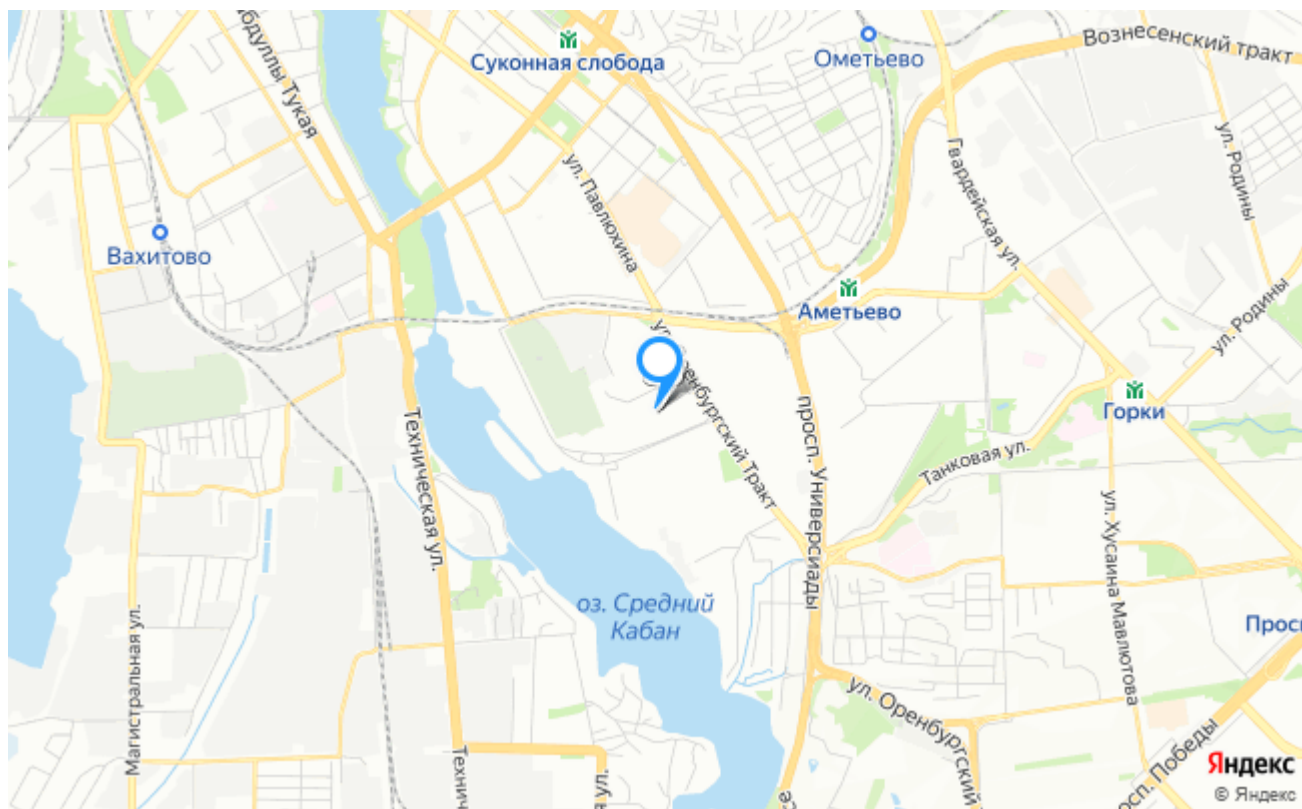 Абдуллы Тукая
Суконная слобода
Ометьево
Вознесенский тракт
ул. Родины
ул. Павлюхина
Гвардейская ул.
Вахитово
Аметьево
ул. Родины
ул. Оренбургский Тракт
Горки
Техническая ул.
просп. Универсиады
Танковая ул.
ул. Хусаина Мавлютова
оз. Средний
Кабан
Магистральная ул.
ул. Оренбургский
просп. Победы
ул.
Яндекс
© Яндекс